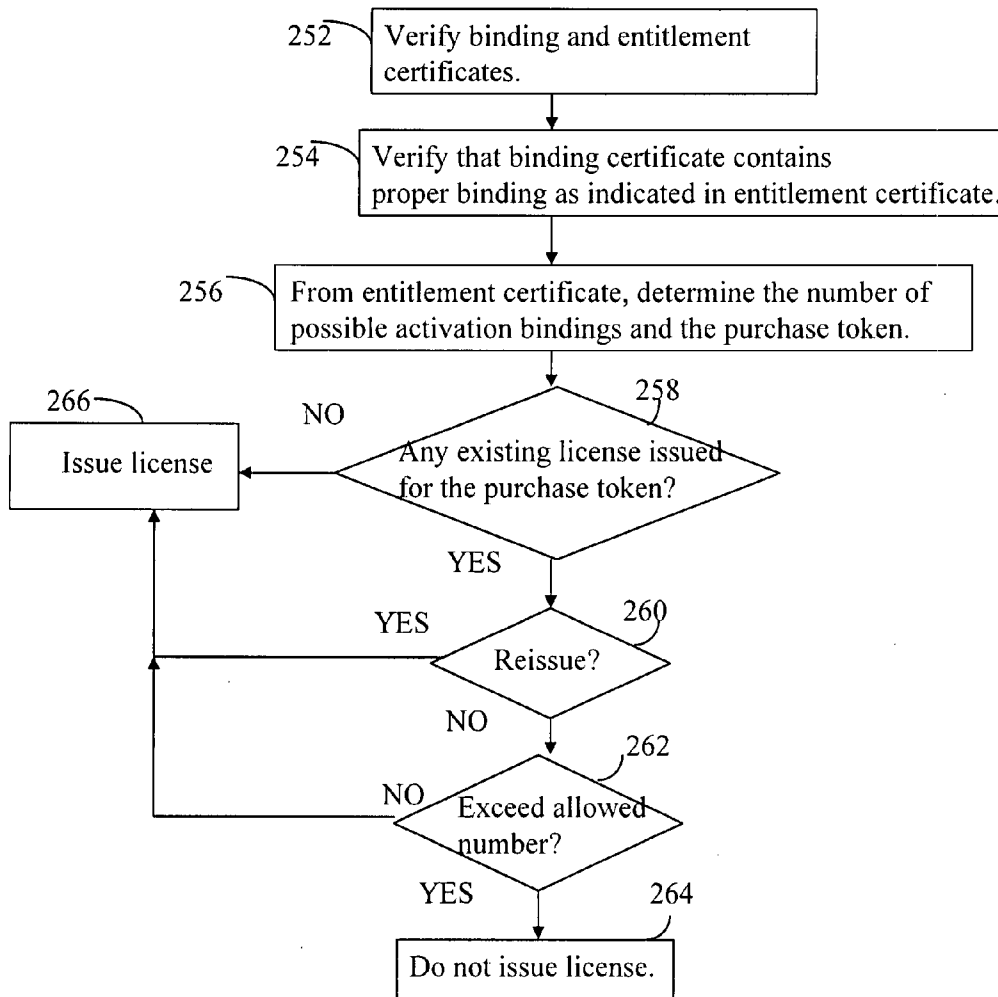 252
Verify binding and entitlement
certificates.
254
Verify that binding certificate contains
proper binding as indicated in entitlement certificate.
256
From entitlement certificate, determine the number of
possible activation bindings and the purchase token.
266
NO
258
Issue license
Any existing license issued
for the purchase token?
YES
YES
260
Reissue?
NO
262
NO
Exceed allowed
number?
YES
264
Do not issue license.